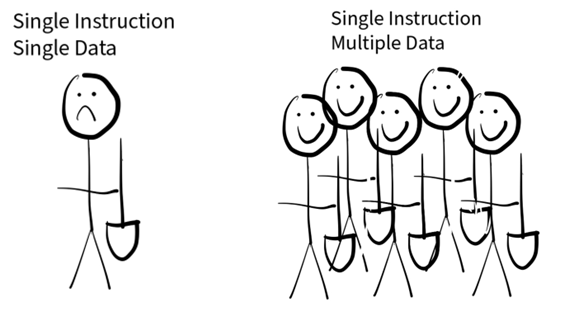 Single Instruction
Single Data
Single Instruction
Multiple Data